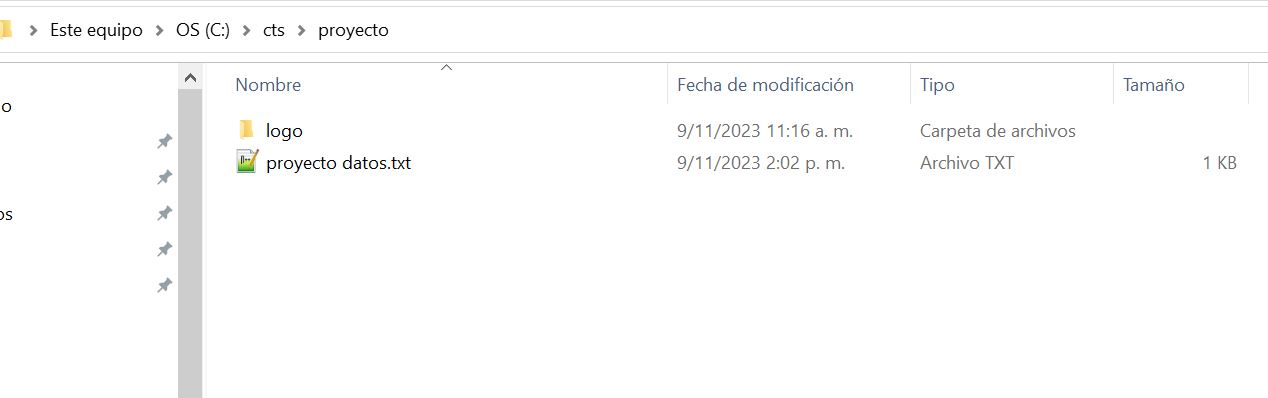 Este equipo > OS (C:) > cts > proyecto
Nombre Fecha de modificación Tipo Tamaño
o
logo 9/11/2023 11:16 a. m. Carpeta de archivos
proyecto datos.txt 9/11/2023 2:02 p. m. Archivo TXT 1 KB
os